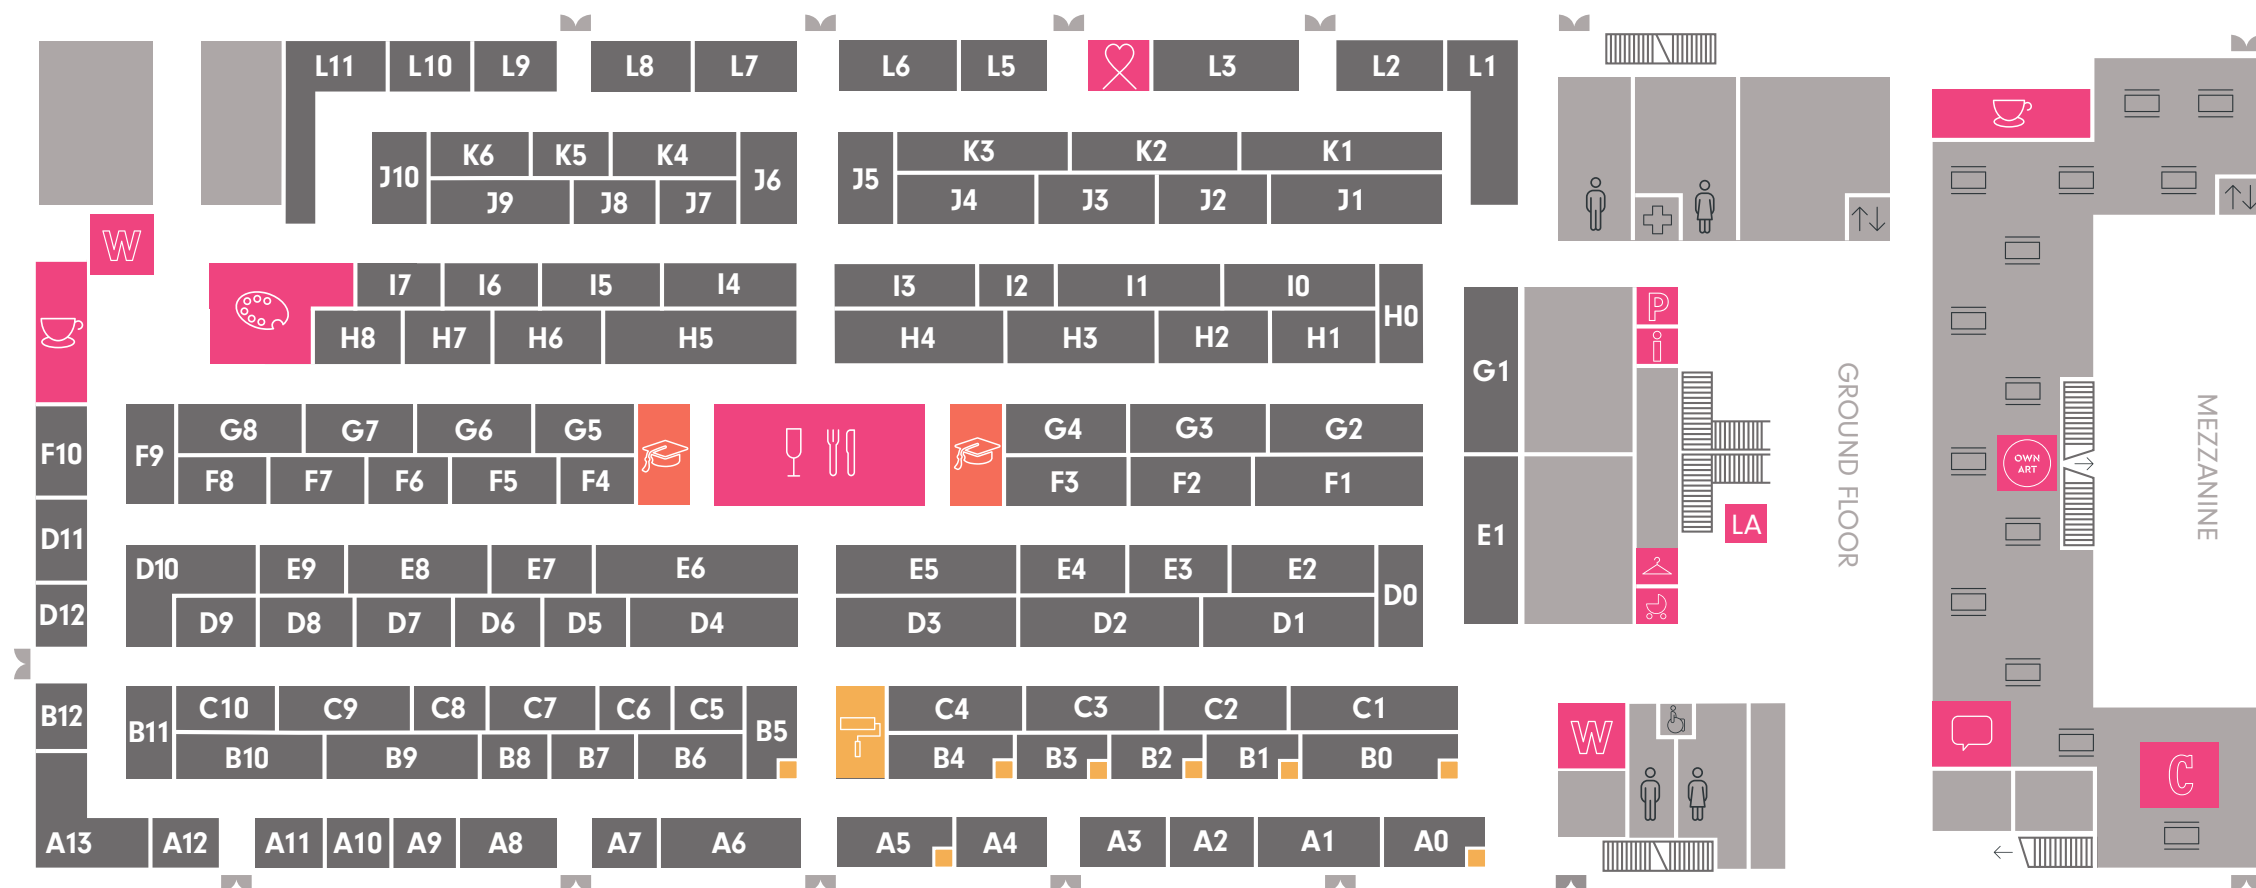 L11 L10 L9 L8 L7 L6 L5 L3 L2 L1
K6 K5 K4 K3 K2 K1
J10 J6 J5
J9 J8 J7 J4 J3 J2 J1
W
I7 I6 I5 I4 I3 I2 I1 I0
H0
H8 H7 H6 H5 H4 H3 H2 H1
P
i
G1
G8 G7 G6 G5 G4 G3 G2
F10 F9
F8 F7 F6 F5 F4 F3 F2 F1
D11 E1
LA
D10 E9 E8 E7 E6 E5 E4 E3 E2
D0
D12 D9 D8 D7 D6 D5 D4 D3 D2 D1
B12 B11 C10 C9 C8 C7 C6 C5 B5 C4 C3 C2 C1
W
B10 B9 B8 B7 B6 B4 B3 B2 B1 B0
A13 A12 A11 A10 A9 A8 A7 A6 A5 A4 A3 A2 A1 A0
GROUND FLOOR
OWN
ART
MEZZANINE
C